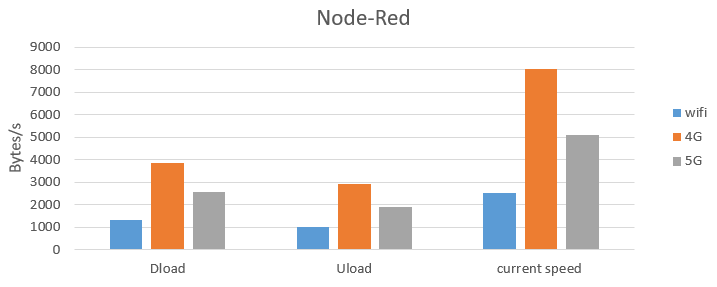 Node-Red
Bytes/s
9000
8000
7000
6000
5000
4000
3000
2000
1000
0
Dload
Uload
current speed
wifi
4G
5G